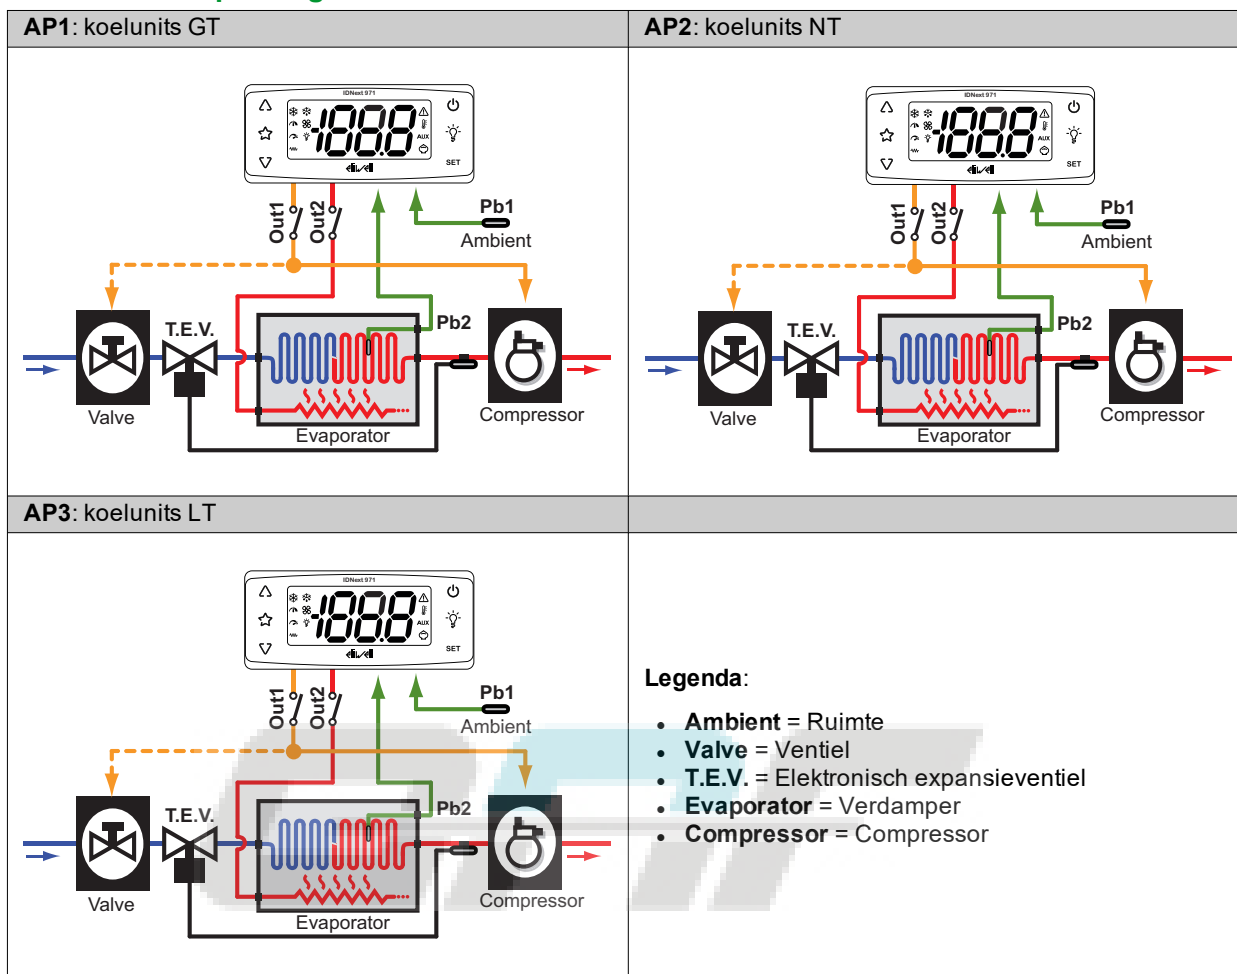 AP1: koelunits GT
IDNext 971
188.8
AUX
SET
eliwell
Out1
Out2
Pb1
Ambient
Pb2
T.E.V.
Valve
Evaporator
Compressor
AP2: koelunits NT
IDNext 971
188.8
AUX
SET
eliwell
Out1
Out2
Pb1
Ambient
Pb2
T.E.V.
Valve
Evaporator
Compressor
AP3: koelunits LT
IDNext 971
188.8
AUX
SET
eliwell
Out1
Out2
Pb1
Ambient
Pb2
T.E.V.
Valve
Evaporator
Compressor
Legenda:
• Ambient = Ruimte
• Valve = Ventiel
• T.E.V. = Elektronisch expansieventiel
• Evaporator = Verdamper
• Compressor = Compressor